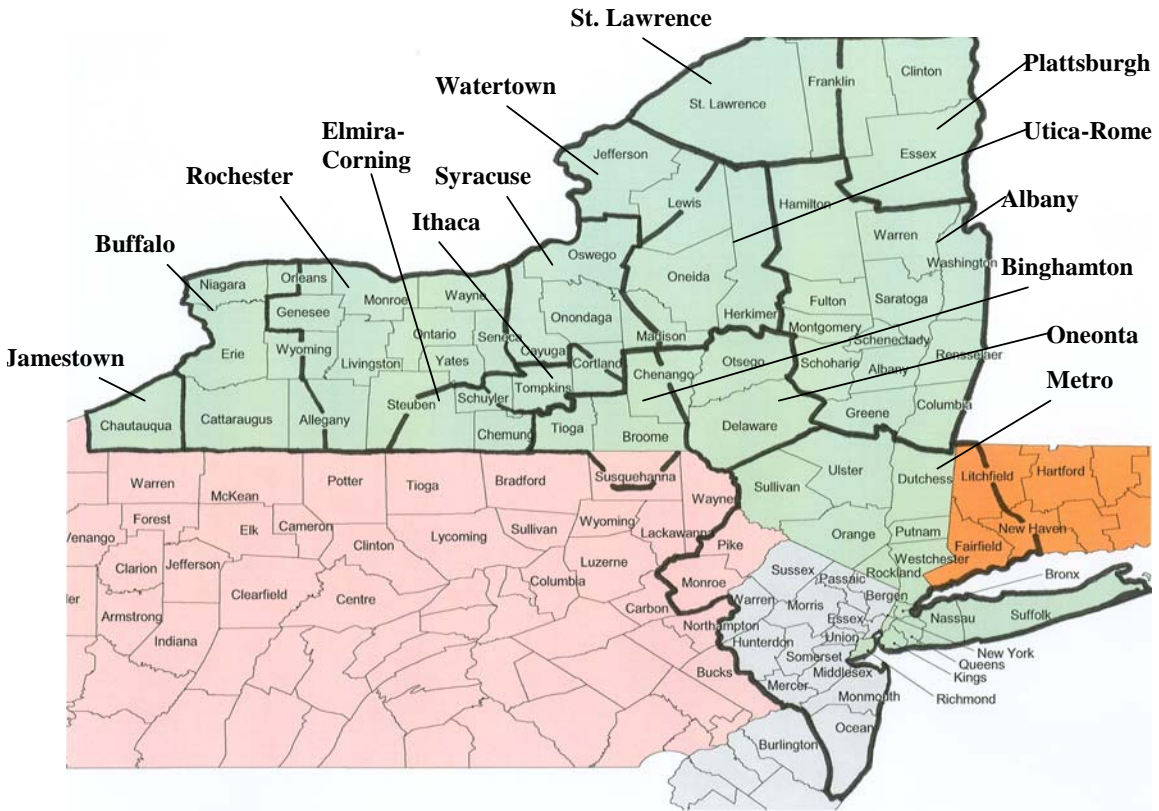 St. Lawrence
Plattsburgh
Watertown
Utica-Rome
Elmira-
Corning
Rochester
Syracuse
Albany
Ithaca
Buffalo
Binghamton
Oneonta
Jamestown
Metro
Clinton
Franklin
St. Lawrence
Essex
Jefferson
Lewis
Hamilton
Warren
Washington
Oswego
Oneida
Herkimer
Niagara
Orleans
Monroe
Wayne
Genesee
Onondaga
Madison
Fulton
Saratoga
Montgomery
Schenectady
Rensselaer
Ontario
Seneca
Cayuga
Erie
Wyoming
Livingston
Yates
Cortland
Chenango
Otsego
Schoharie
Albany
Tompkins
Schuyler
Steuben
Chautauqua
Cattaraugus
Allegany
Chemung
Tioga
Broome
Delaware
Greene
Columbia
Ulster
Dutchess
Sullivan
Orange
Putnam
Westchester
Rockland
Litchfield
Hartford
New Haven
Fairfield
Warren
McKean
Potter
Tioga
Bradford
Susquehanna
Wayne
Forest
Elk
Cameron
Sullivan
Wyoming
Lackawanna
Venango
Clinton
Lycoming
Pike
Clarion
Jefferson
Luzerne
Columbia
Monroe
Clearfield
Centre
Carbon
Armstrong
Indiana
Northampton
Bucks
Sussex
Passaic
Bergen
Warren
Morris
Essex
Hunterdon
Union
Somerset
Middlesex
Mercer
Monmouth
Ocean
Burlington
Bronx
Nassau
Suffolk
New York
Queens
Kings
Richmond